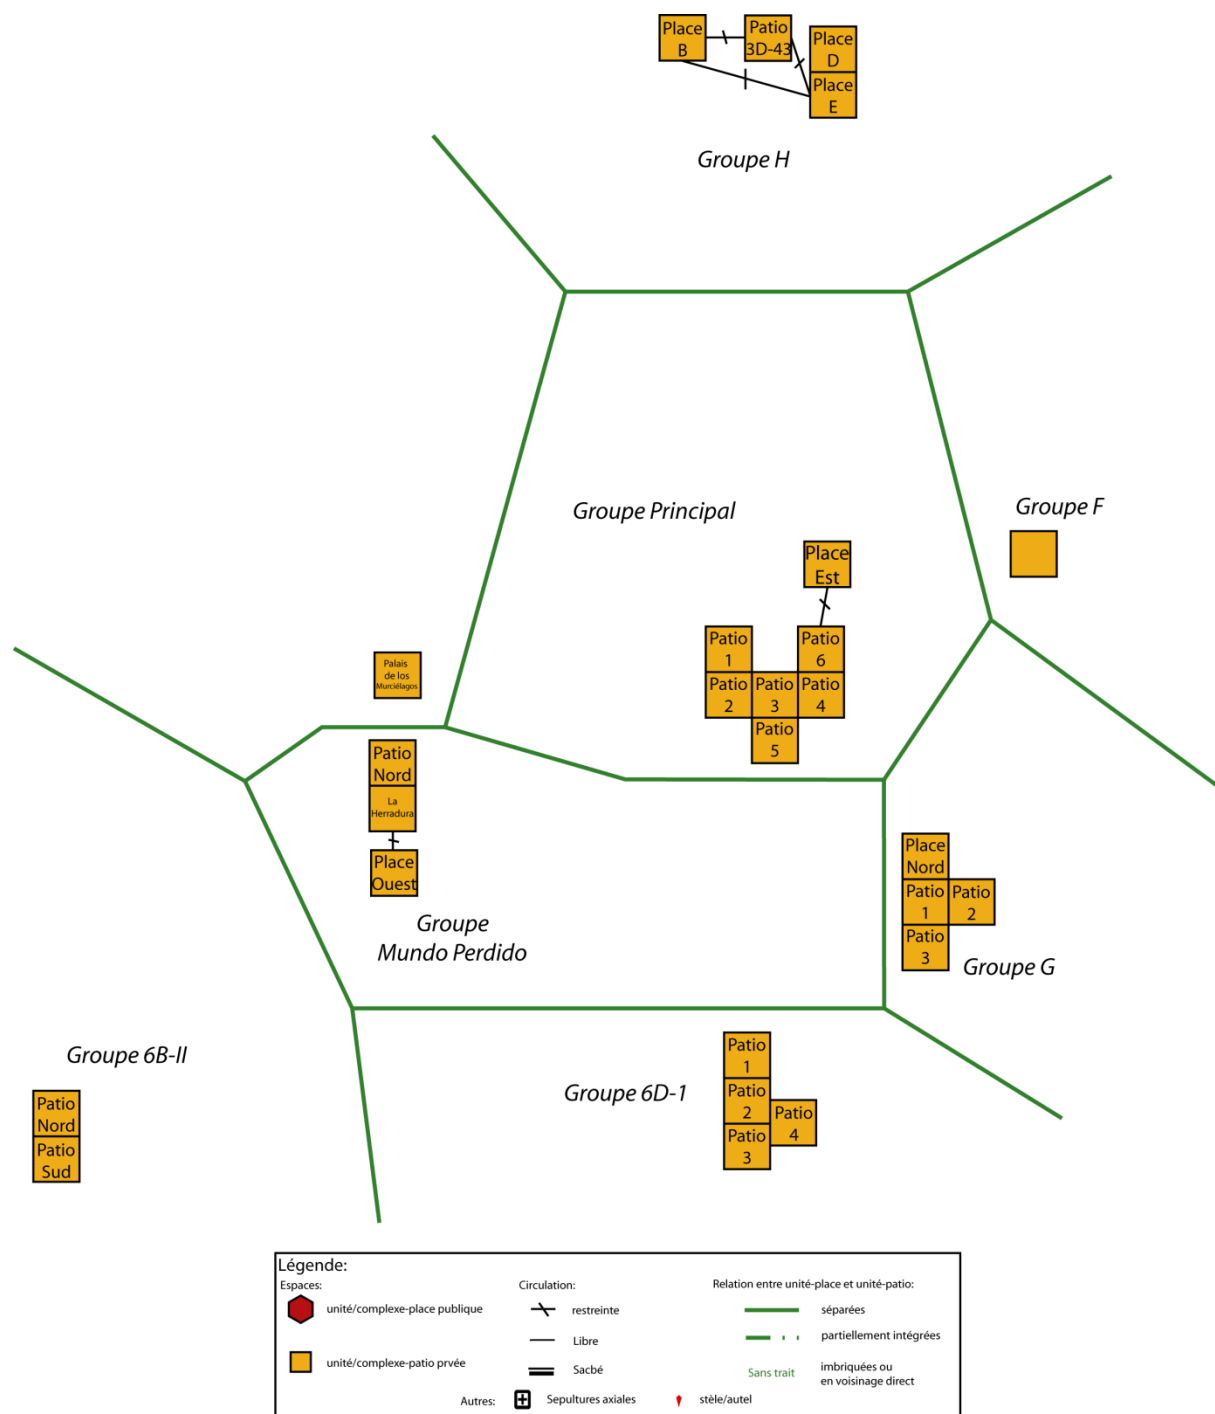 Place
B
Patio
3D-43
Place
D
Place
E
Groupe H
Groupe Principal
Groupe F
Place
Est
Patio
1
Patio
6
Patio
2
Patio
3
Patio
4
Patio
5
Palais
de los
Murciélagos
Patio
Nord
La
Herradura
Place
Ouest
Groupe
Mundo Perdido
Place
Nord
Patio
1
Patio
2
Patio
3
Groupe G
Groupe 6B-II
Patio
Nord
Patio
Sud
Groupe 6D-1
Patio
1
Patio
2
Patio
3
Patio
4
Légende:
Espaces:
unité/complexe-place publique
unité/complexe-patio prvée
Circulation:
restreinte
Libre
Sacbé
Relation entre unité-place et unité-patio:
séparées
partiellement intégrées
Sans trait
imbriquées ou
en voisinage direct
Autres:
Sepultures axiales
stèle/autel